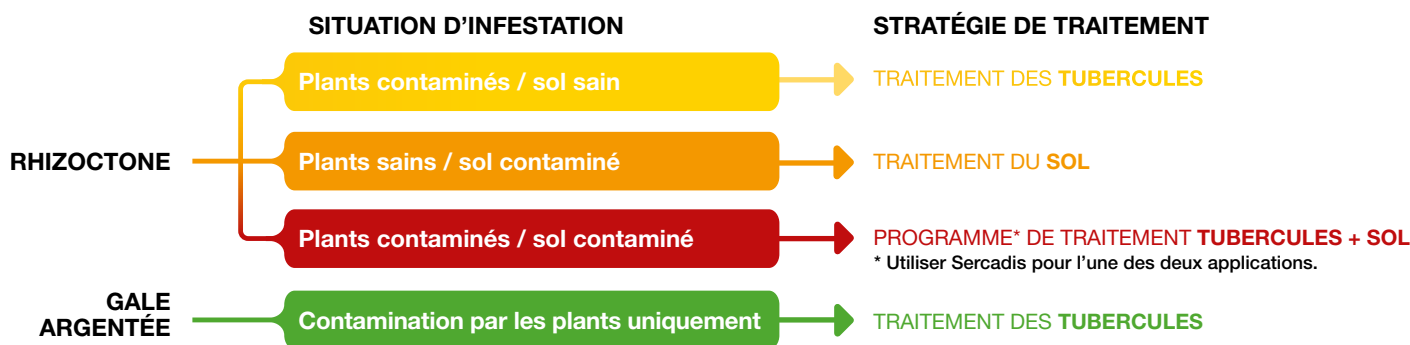 SITUATION D’INFESTATION
STRATÉGIE DE TRAITEMENT
RHIZOCTONE
Plants contaminés / sol sain
TRAITEMENT DES TUBERCULES
Plants sains / sol contaminé
TRAITEMENT DU SOL
Plants contaminés / sol contaminé
PROGRAMME* DE TRAITEMENT TUBERCULES + SOL
* Utiliser Sercadis pour l’une des deux applications.
GALE
ARGENTÉE
Contamination par les plants uniquement
TRAITEMENT DES TUBERCULES